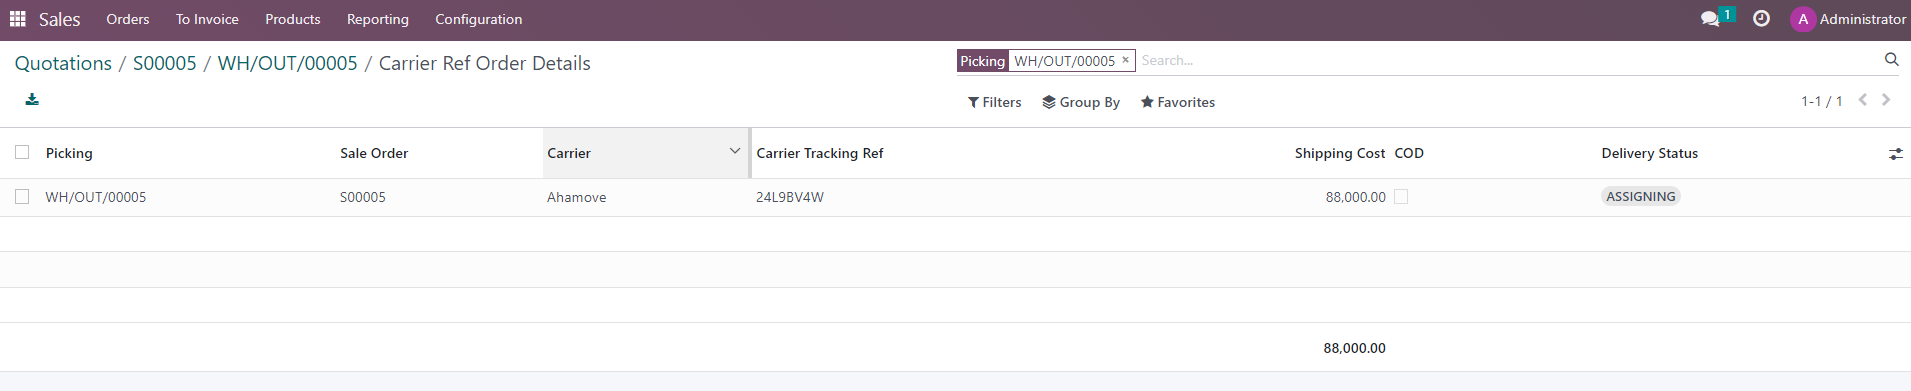 Sales Orders To Invoice Products Reporting Configuration 1 A Administrator
Quotations / S00005 / WH/OUT/00005 / Carrier Ref Order Details Picking WH/OUT/00005 × Search...
Filters Group By Favorites 1-1 / 1
Picking Sale Order Carrier Carrier Tracking Ref Shipping Cost COD Delivery Status
WH/OUT/00005 S00005 Ahamove 24L9BV4W 88,000.00 ASSIGNING
88,000.00